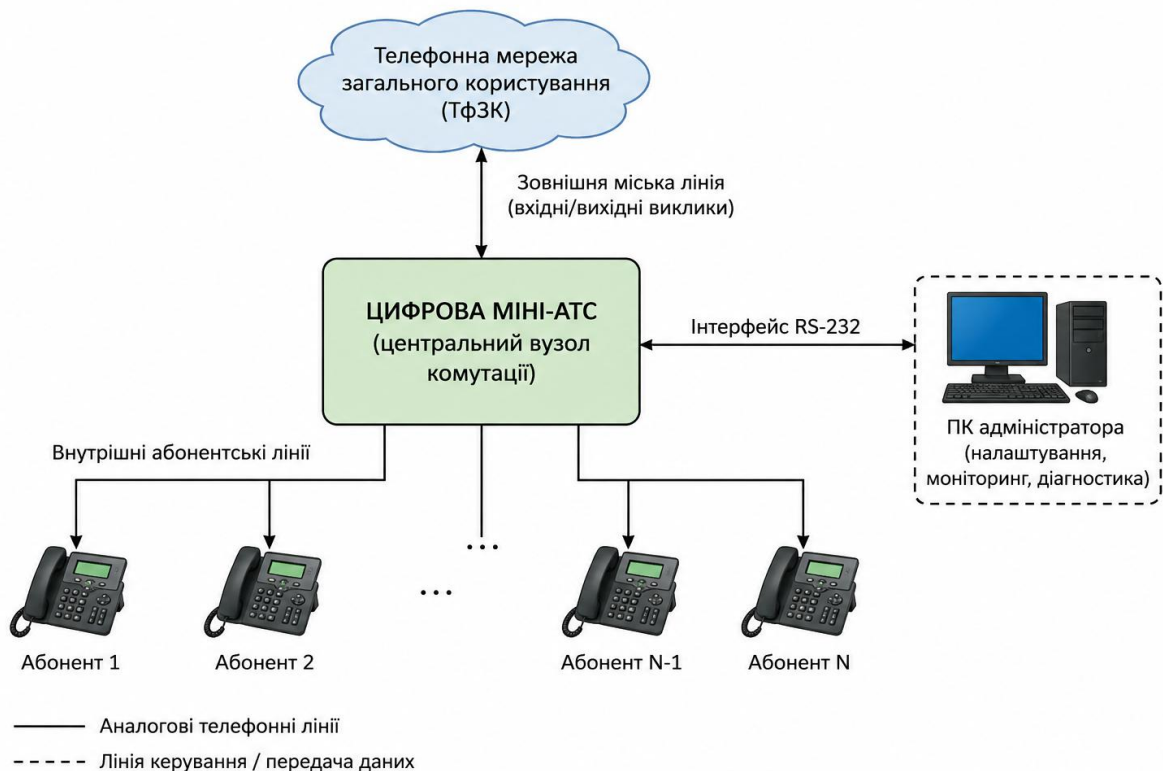 Телефонна мережа
загального користування
(ТфЗК)
Зовнішня міська лінія
(вхідні/вихідні виклики)
ЦИФРОВА МІНІ-АТС
(центральний вузол
комутації)
Інтерфейс RS-232
ПК адміністратора
(налаштування,
моніторинг, діагностика)
Внутрішні абонентські лінії
...
...
Абонент 1
Абонент 2
Абонент N-1
Абонент N
Аналогові телефонні лінії
Лінія керування / передача даних